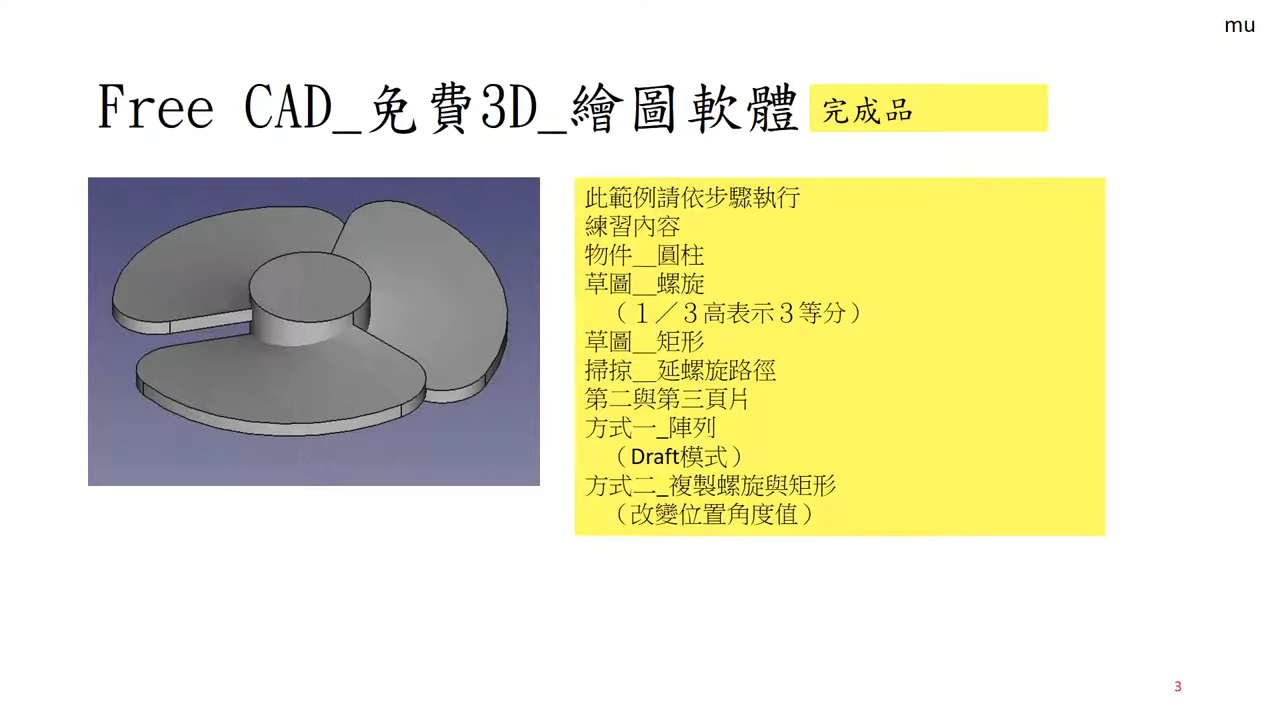 mu
Free CAD_免費3D_繪圖軟體
完成品
此範例請依步驟執行
練習內容
物件__圓柱
草圖__螺旋
（１／３高表示３等分）
草圖__矩形
掃掠__延螺旋路徑
第二與第三頁片
方式一_陣列
（Draft模式）
方式二_複製螺旋與矩形
（改變位置角度值）
3